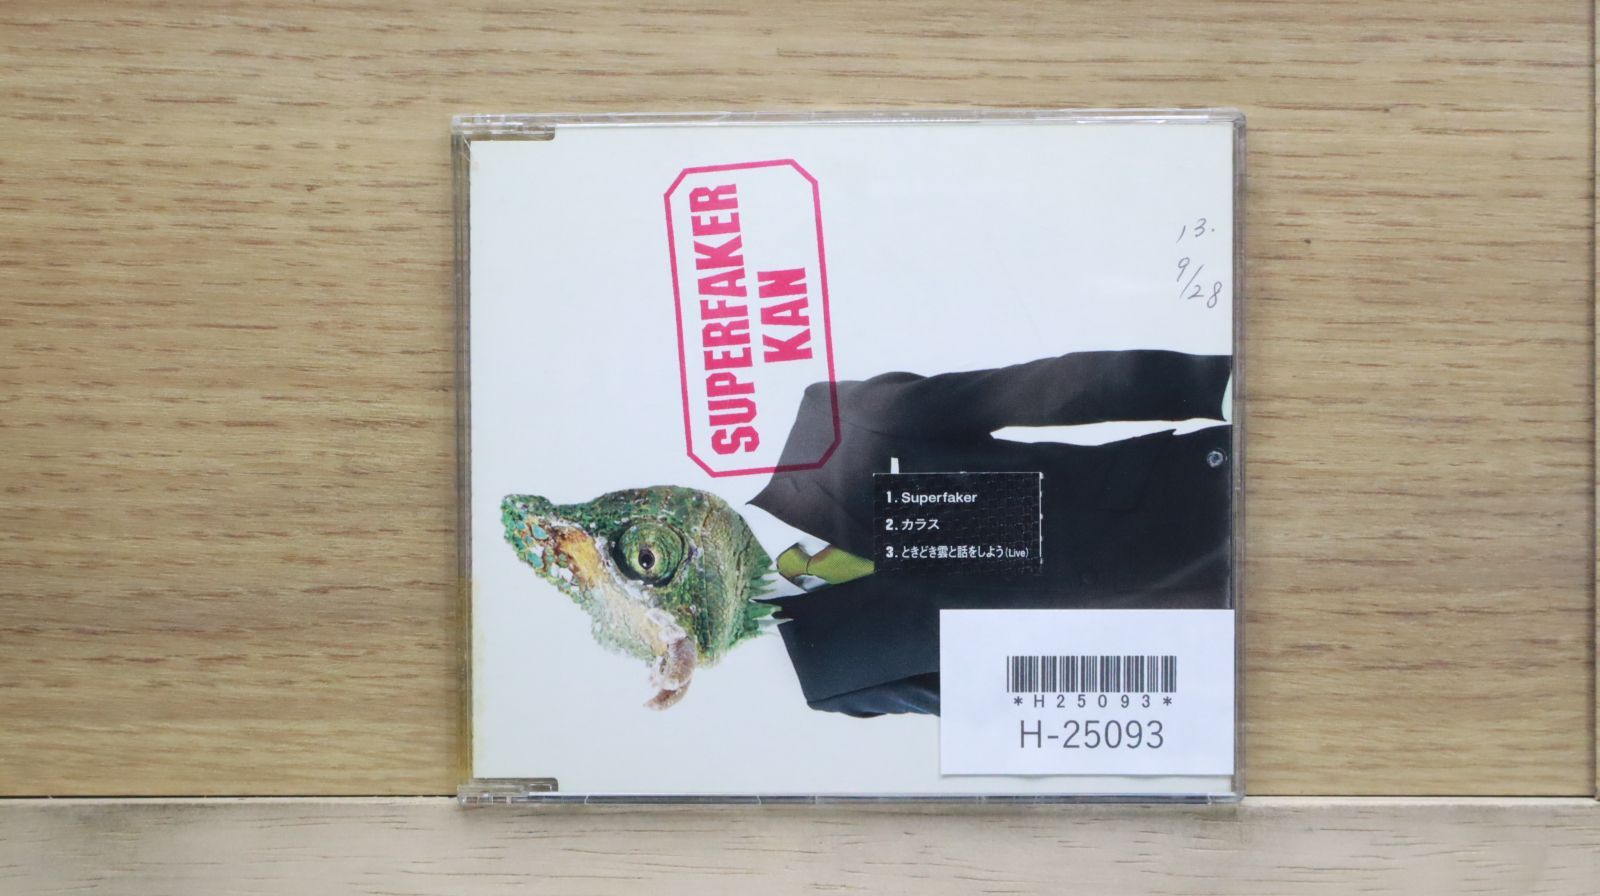 SUPERFAKER
KAN
13.
9/28
1. Superfaker
2. カラス
3. ときどき雲と話をしよう(Live)
*H25093*
H-25093